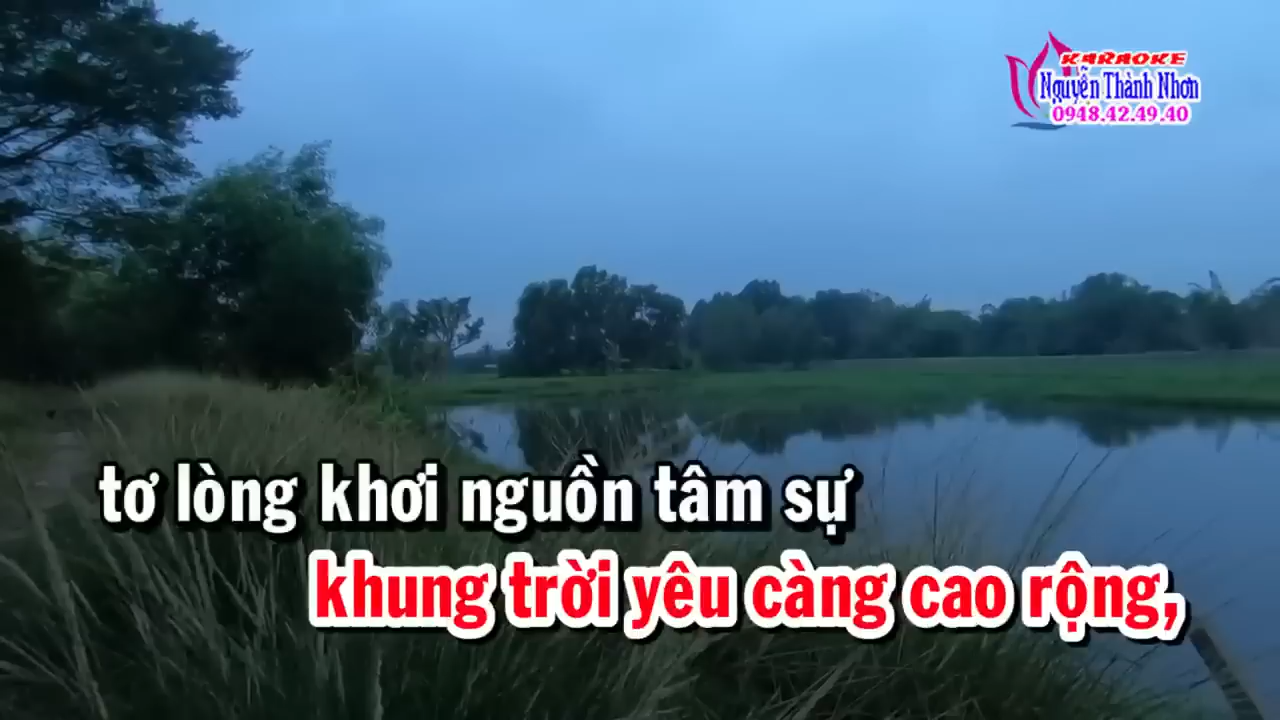 KARAOKE
Nguyễn Thành Nhơn
0948.42.49.40
tơ lòng khơi nguồn tâm sự
khung trời yêu càng cao rộng,